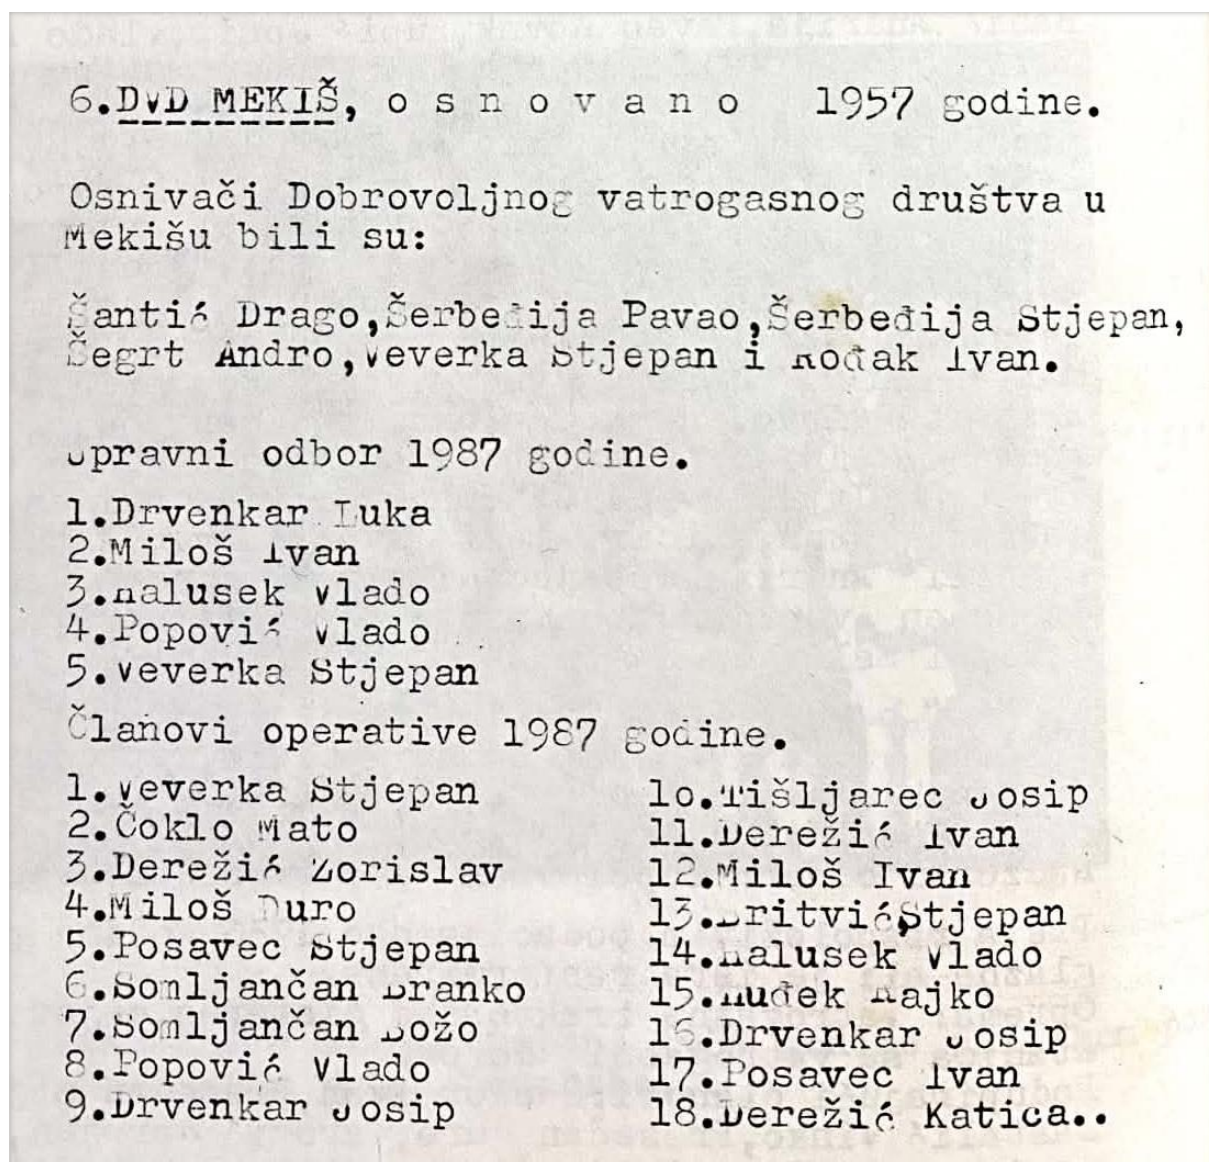 6.DVD MEKIŠ, o s n o v a n o 1957 godine.
Osnivači Dobrovoljnog vatrogasnog društva u
Mekišu bili su:
Šantić Drago,Šerbeđija Pavao,Šerbeđija Stjepan,
Šegrt Andro,Veverka Stjepan i Rođak Ivan.
Upravni odbor 1987 godine.
1.Drvenkar Luka
2.Miloš Ivan
3.Halusek Vlado
4.Popović Vlado
5.Veverka Stjepan
Članovi operative 1987 godine.
1.Veverka Stjepan
2.Čoklo Mato
3.Derežić Zorislav
4.Miloš Đuro
5.Posavec Stjepan
6.Somljančan Branko
7.Somljančan Božo
8.Popović Vlado
9.Drvenkar Josip
lo.Tišljarec Josip
11.Derežić Ivan
12.Miloš Ivan
13.Britvić,Stjepan
14.Halusek Vlado
15.Rajko
16.Drvenkar Josip
17.Posavec Ivan
18.Derežić Katica..